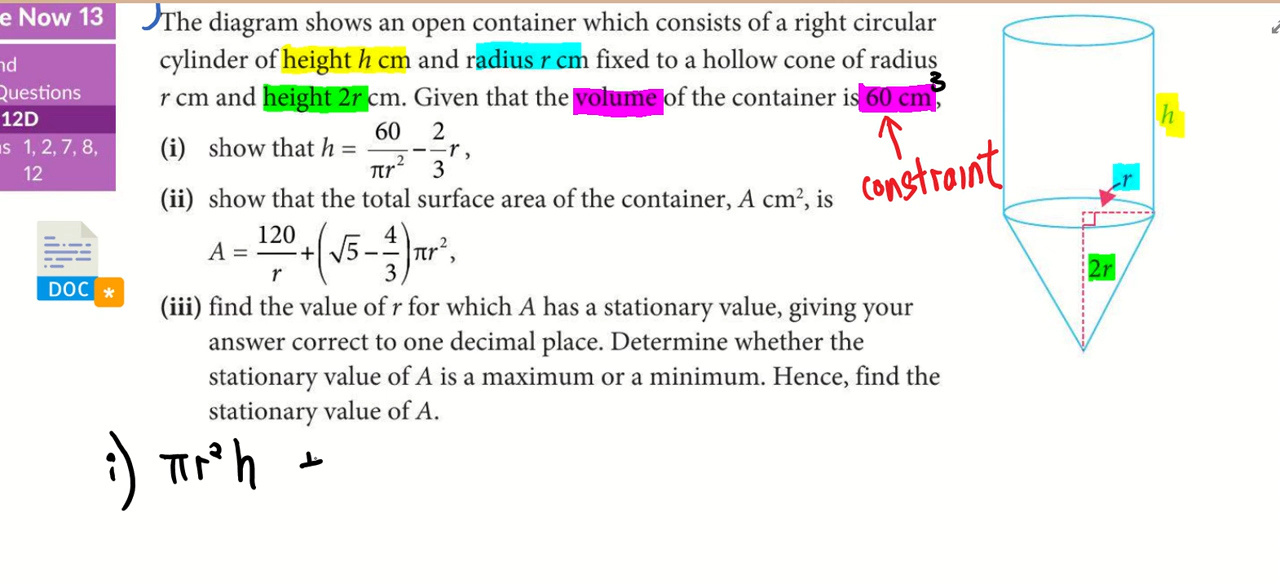 e Now 13
nd
Questions
12D
ns 1, 2, 7, 8,
12
DOC *
The diagram shows an open container which consists of a right circular
cylinder of height h cm and radius r cm fixed to a hollow cone of radius
r cm and height 2r cm. Given that the volume of the container is 60 cm³,
(i) show that h = 60/πr² − 2/3 r,
(ii) show that the total surface area of the container, A cm², is
A = 120/r + (√5 − 4/3)πr²,
(iii) find the value of r for which A has a stationary value, giving your
answer correct to one decimal place. Determine whether the
stationary value of A is a maximum or a minimum. Hence, find the
stationary value of A.
constraint
h
r
2r
i) πr²h +